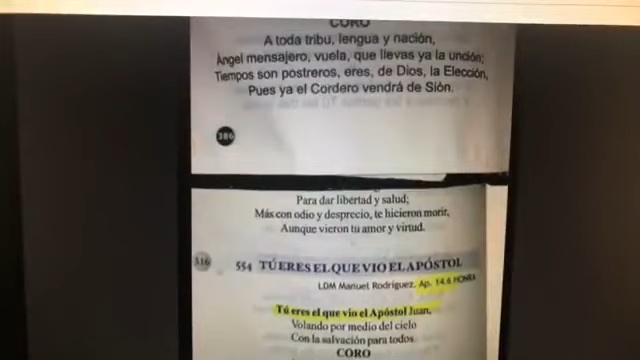 CORO
A toda tribu, lengua y nación,
Ángel mensajero, vuela, que llevas ya la unción;
Tiempos son postreros, eres, de Dios, la Elección,
Pues ya el Cordero vendrá de Sión.
386
Para dar libertad y salud;
Más con odio y desprecio, te hicieron morir,
Aunque vieron tu amor y virtud.
316
554 TÚ ERES EL QUE VIO EL APÓSTOL
LDM Manuel Rodríguez. Ap. 14.6 HONRA
Tú eres el que vio el Apóstol Juan,
Volando por medio del cielo
Con la salvación para todos
CORO